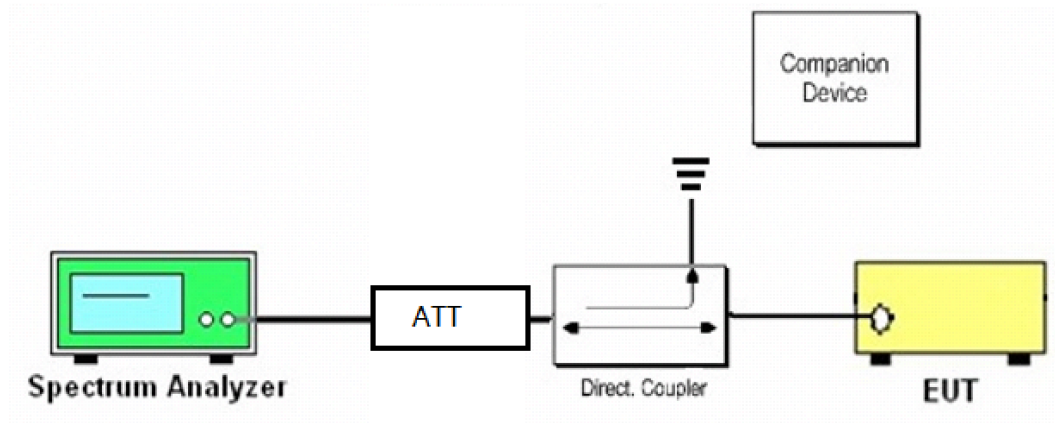 Companion
Device
ATT
Spectrum Analyzer
Direct. Coupler
EUT